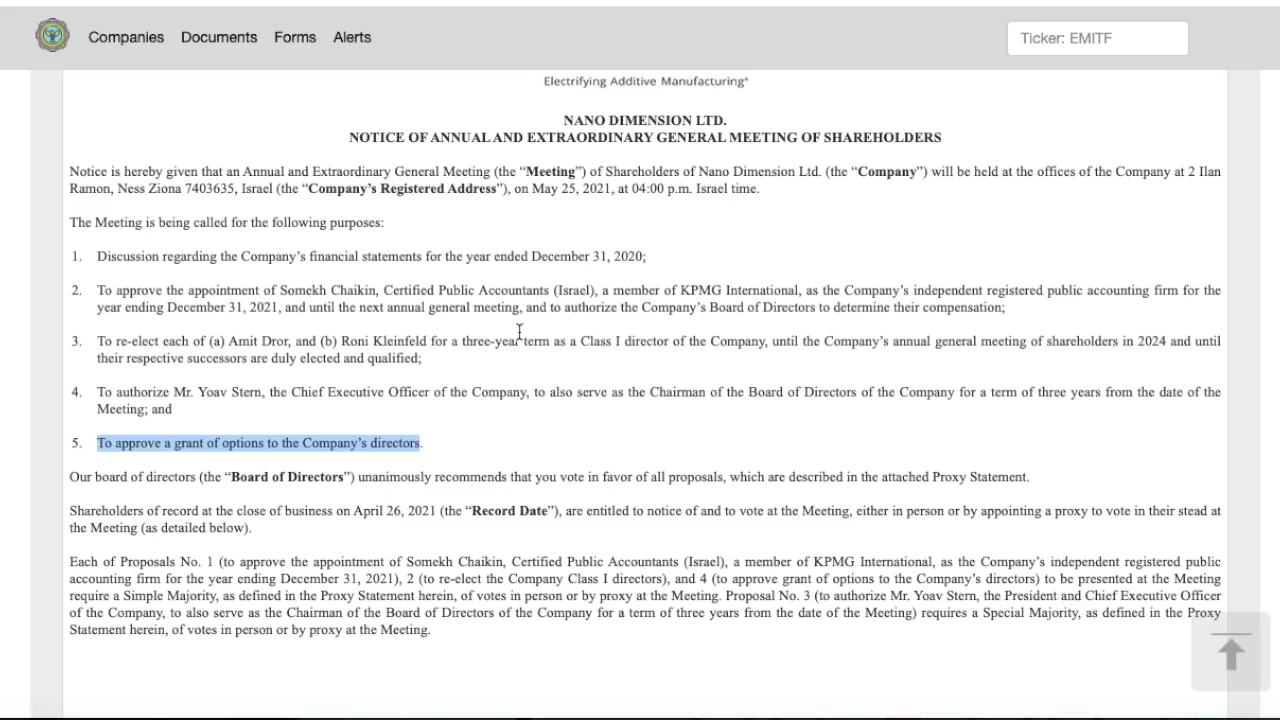 Companies Documents Forms Alerts Ticker: EMITF
Electrifying Additive Manufacturing®
NANO DIMENSION LTD.
NOTICE OF ANNUAL AND EXTRAORDINARY GENERAL MEETING OF SHAREHOLDERS
Notice is hereby given that an Annual and Extraordinary General Meeting (the “Meeting”) of Shareholders of Nano Dimension Ltd. (the “Company”) will be held at the offices of the Company at 2 Ilan
Ramon, Ness Ziona 7403635, Israel (the “Company’s Registered Address”), on May 25, 2021, at 04:00 p.m. Israel time.
The Meeting is being called for the following purposes:
1. Discussion regarding the Company’s financial statements for the year ended December 31, 2020;
2. To approve the appointment of Somekh Chaikin, Certified Public Accountants (Israel), a member of KPMG International, as the Company’s independent registered public accounting firm for the
year ending December 31, 2021, and until the next annual general meeting, and to authorize the Company’s Board of Directors to determine their compensation;
3. To re-elect each of (a) Amit Dror, and (b) Roni Kleinfeld for a three-year term as a Class I director of the Company, until the Company’s annual general meeting of shareholders in 2024 and until
their respective successors are duly elected and qualified;
4. To authorize Mr. Yoav Stern, the Chief Executive Officer of the Company, to also serve as the Chairman of the Board of Directors of the Company for a term of three years from the date of the
Meeting; and
5. To approve a grant of options to the Company’s directors.
Our board of directors (the “Board of Directors”) unanimously recommends that you vote in favor of all proposals, which are described in the attached Proxy Statement.
Shareholders of record at the close of business on April 26, 2021 (the “Record Date”), are entitled to notice of and to vote at the Meeting, either in person or by appointing a proxy to vote in their stead at
the Meeting (as detailed below).
Each of Proposals No. 1 (to approve the appointment of Somekh Chaikin, Certified Public Accountants (Israel), a member of KPMG International, as the Company’s independent registered public
accounting firm for the year ending December 31, 2021), 2 (to re-elect the Company Class I directors), and 4 (to approve grant of options to the Company’s directors) to be presented at the Meeting
require a Simple Majority, as defined in the Proxy Statement herein, of votes in person or by proxy at the Meeting. Proposal No. 3 (to authorize Mr. Yoav Stern, the President and Chief Executive Officer
of the Company, to also serve as the Chairman of the Board of Directors of the Company for a term of three years from the date of the Meeting) requires a Special Majority, as defined in the Proxy
Statement herein, of votes in person or by proxy at the Meeting.